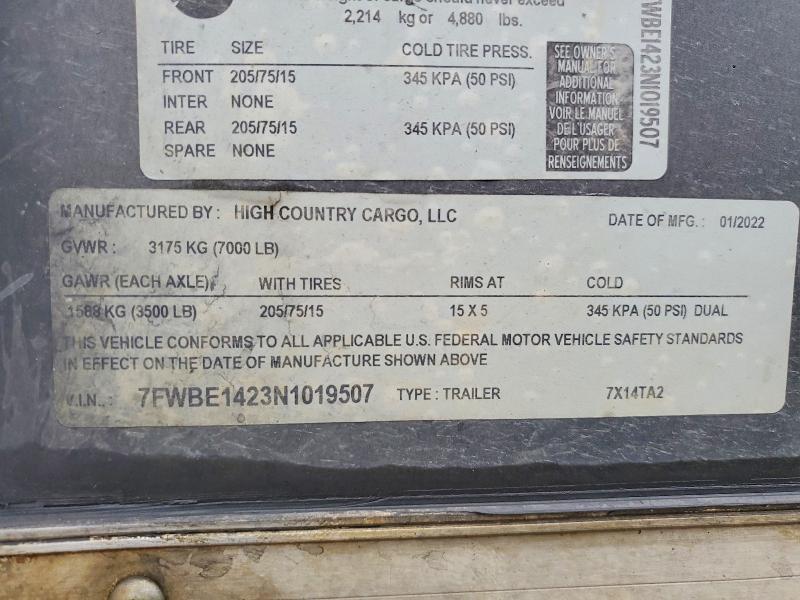 of cargo should never exceed
2,214 kg or 4,880 lbs.
TIRE SIZE COLD TIRE PRESS.
FRONT 205/75/15 345 KPA (50 PSI)
INTER NONE
REAR 205/75/15 345 KPA (50 PSI)
SPARE NONE
SEE OWNER'S
MANUAL FOR
ADDITIONAL
INFORMATION
VOIR LE MANUEL
DE L'USAGER
POUR PLUS DE
RENSEIGNEMENTS
WBE1423N1019507
MANUFACTURED BY : HIGH COUNTRY CARGO, LLC DATE OF MFG. : 01/2022
GVWR : 3175 KG (7000 LB)
GAWR (EACH AXLE) WITH TIRES RIMS AT COLD
1588 KG (3500 LB) 205/75/15 15 X 5 345 KPA (50 PSI) DUAL
THIS VEHICLE CONFORMS TO ALL APPLICABLE U.S. FEDERAL MOTOR VEHICLE SAFETY STANDARDS
IN EFFECT ON THE DATE OF MANUFACTURE SHOWN ABOVE
V.I.N.. : 7FWBE1423N1019507 TYPE : TRAILER 7X14TA2